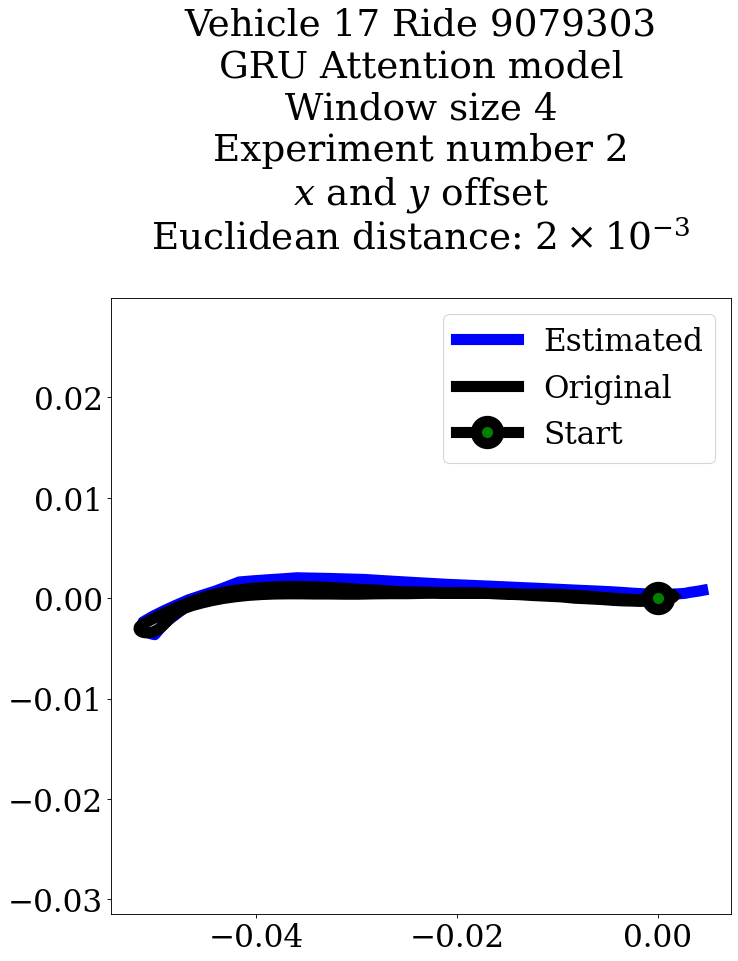 Vehicle 17 Ride 9079303
GRU Attention model
Window size 4
Experiment number 2
x and y offset
Euclidean distance: 2 × 10⁻³
Estimated
Original
Start
0.02
0.01
0.00
−0.01
−0.02
−0.03
−0.04
−0.02
0.00